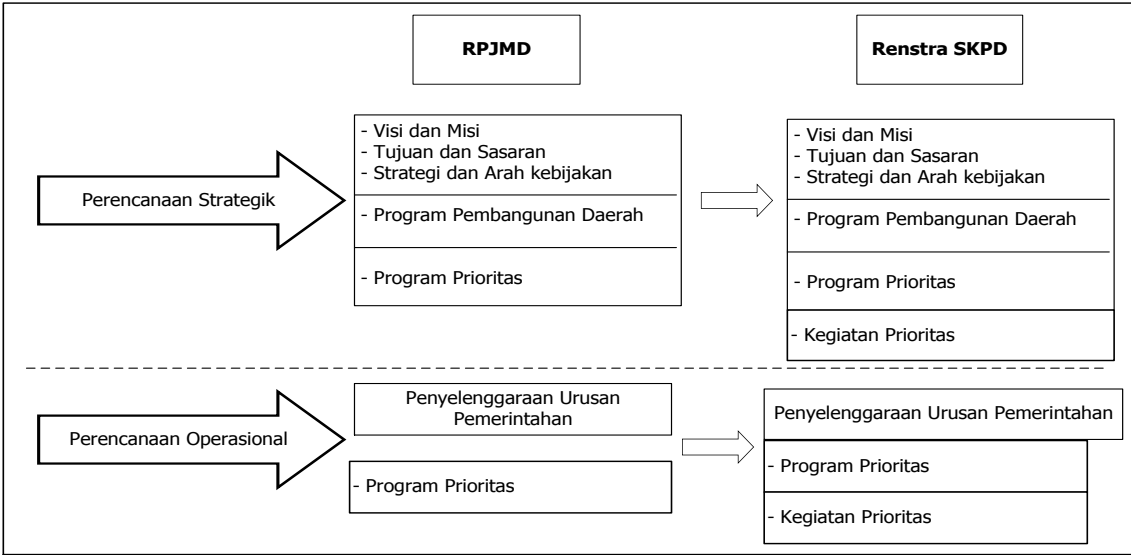 RPJMD
Renstra SKPD
Perencanaan Strategik
- Visi dan Misi
- Tujuan dan Sasaran
- Strategi dan Arah kebijakan
- Program Pembangunan Daerah
- Program Prioritas
- Visi dan Misi
- Tujuan dan Sasaran
- Strategi dan Arah kebijakan
- Program Pembangunan Daerah
- Program Prioritas
- Kegiatan Prioritas
Perencanaan Operasional
Penyelenggaraan Urusan
Pemerintahan
- Program Prioritas
Penyelenggaraan Urusan Pemerintahan
- Program Prioritas
- Kegiatan Prioritas